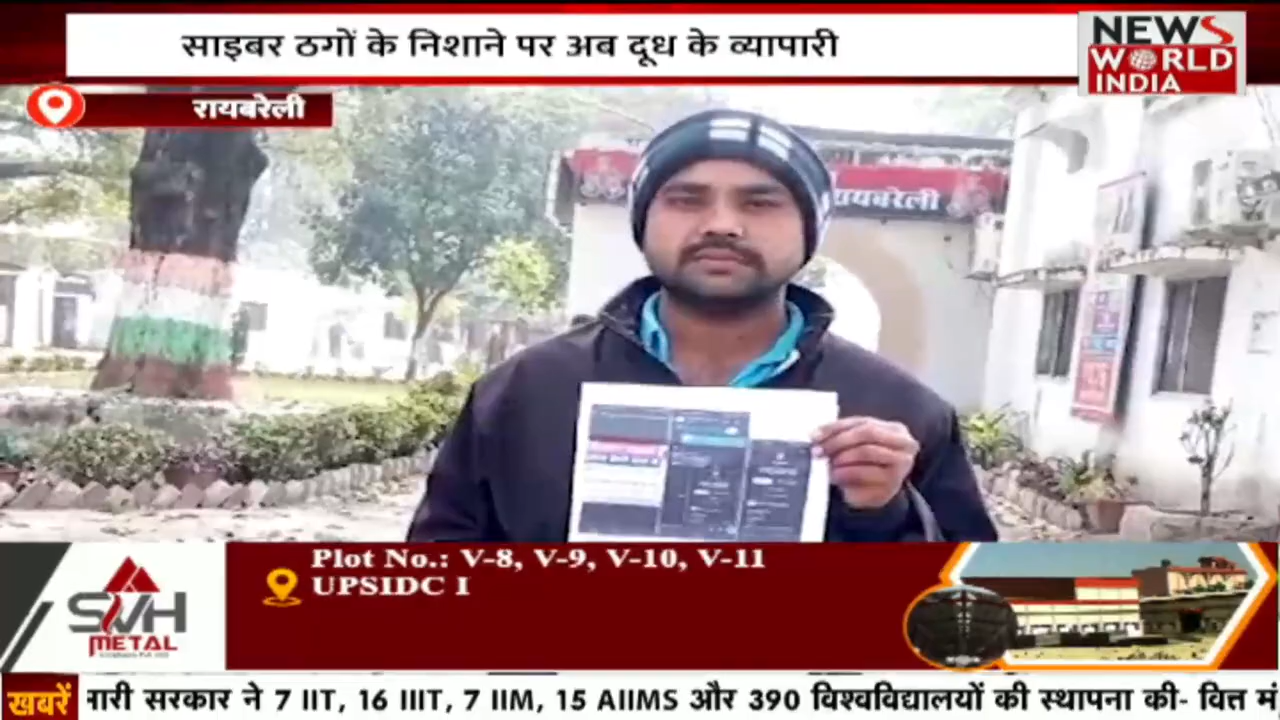 साइबर ठगों के निशाने पर अब दूध के व्यापारी
NEWS
WORLD
INDIA
रायबरेली
रायबरेली
Plot No.: V-8, V-9, V-10, V-11
UPSIDC I
SVH
METAL
खबरें
नारी सरकार ने 7 IIT, 16 IIIT, 7 IIM, 15 AIIMS और 390 विश्वविद्यालयों की स्थापना की- वित्त मं